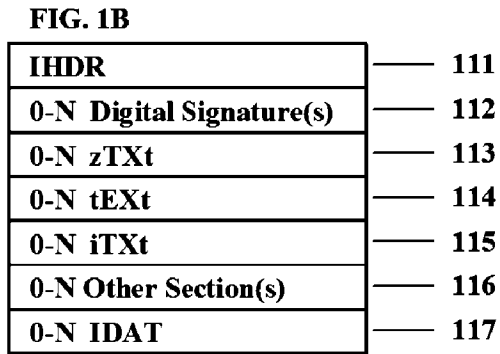 FIG. 1B
IHDR 111
0-N Digital Signature(s) 112
0-N zTXt 113
0-N tEXt 114
0-N iTXt 115
0-N Other Section(s) 116
0-N IDAT 117